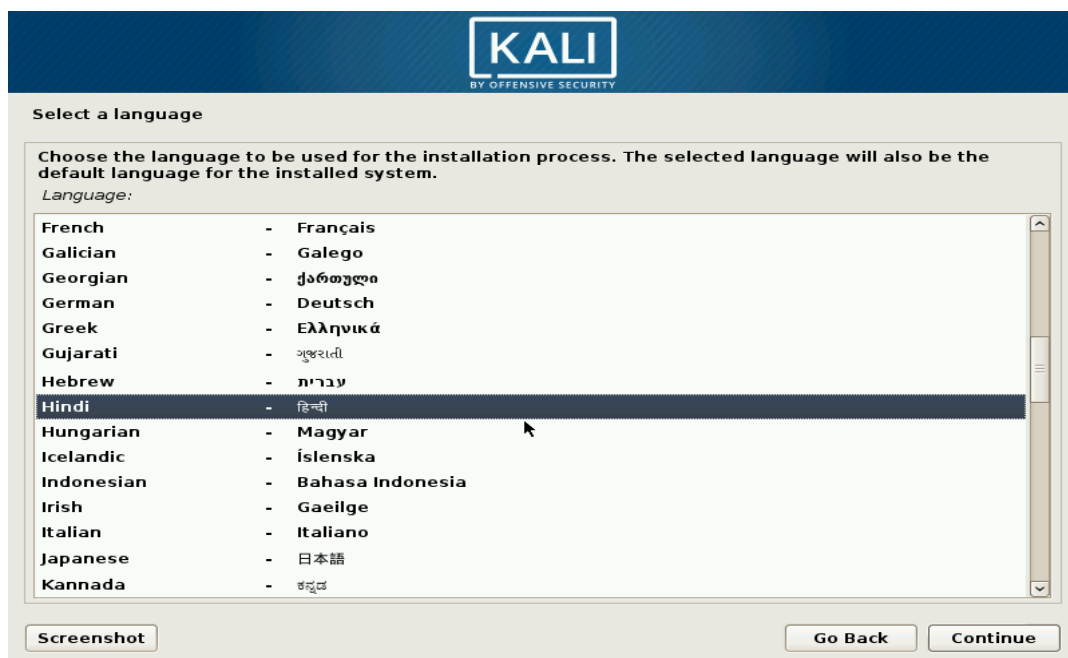 KALI
BY OFFENSIVE SECURITY
Select a language
Choose the language to be used for the installation process. The selected language will also be the
default language for the installed system.
Language:
French - Français
Galician - Galego
Georgian - ქართული
German - Deutsch
Greek - Ελληνικά
Gujarati - ગુજરાતી
Hebrew - עברית
Hindi - हिन्दी
Hungarian - Magyar
Icelandic - Íslenska
Indonesian - Bahasa Indonesia
Irish - Gaeilge
Italian - Italiano
Japanese - 日本語
Kannada - ಕನ್ನಡ
Screenshot Go Back Continue